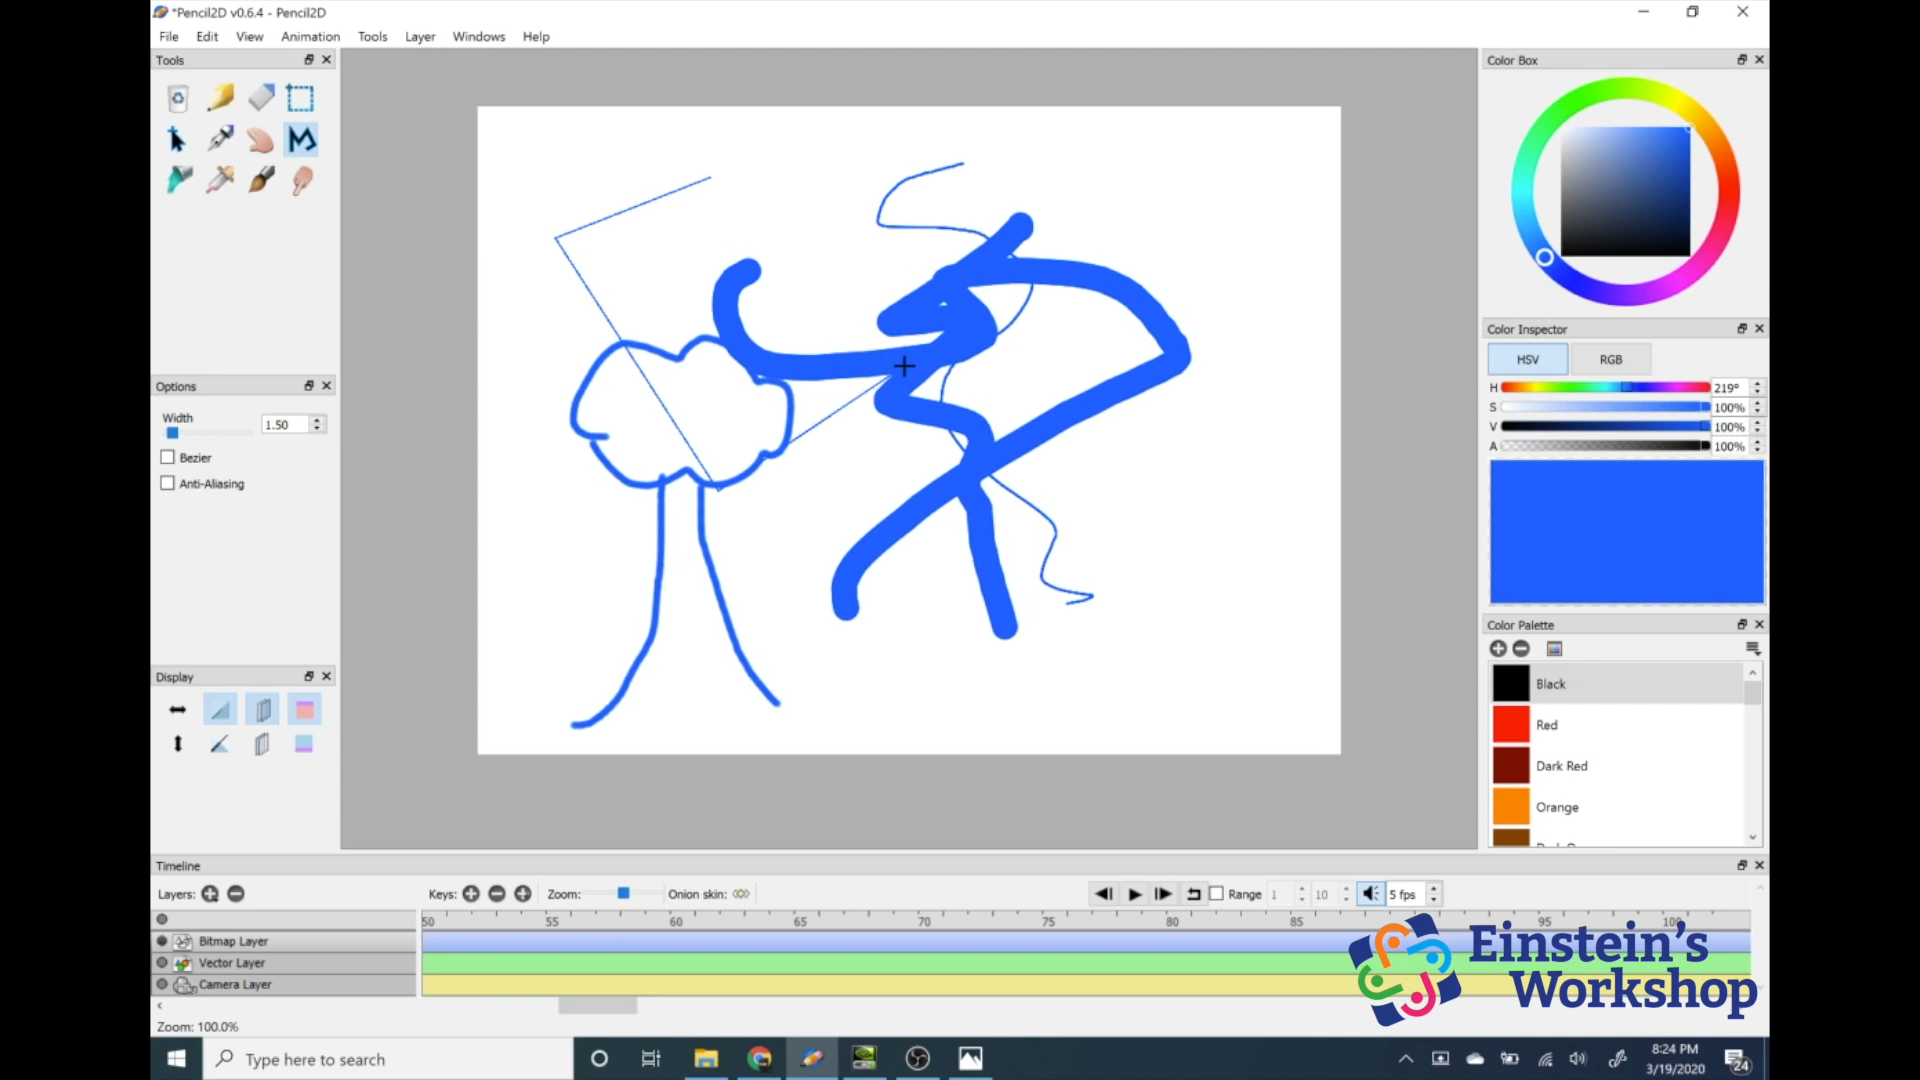 *Pencil2D v0.6.4 - Pencil2D
File Edit View Animation Tools Layer Windows Help
Tools
Color Box
Color Inspector
HSV RGB
H 219°
S 100%
V 100%
A 100%
Options
Width
1.50
Bezier
Anti-Aliasing
Color Palette
Black
Red
Dark Red
Orange
Display
Timeline
Layers: Keys: Zoom: Onion skin: Range 1 10 5 fps
50 55 60 65 70 75 80 85 95 100
Bitmap Layer
Vector Layer
Camera Layer
Einstein's
Workshop
Zoom: 100.0%
Type here to search
8:24 PM
3/19/2020
24